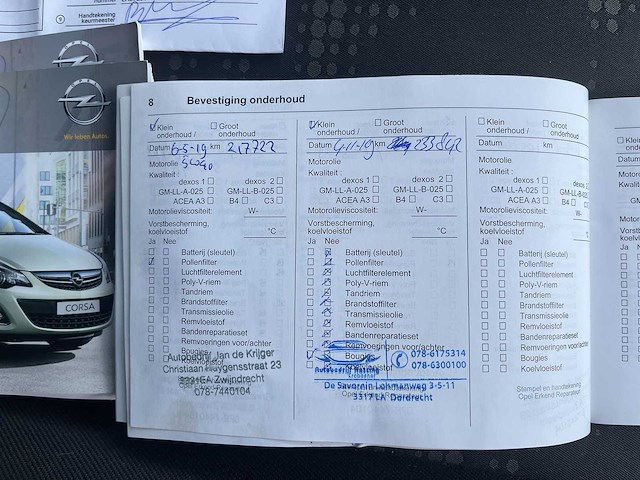 Handtekening
keurmeester
OPEL
Wir leben Autos.
CORSA
8 Bevestiging onderhoud
Klein onderhoud /
Groot onderhoud
Datum 6-5-19 km 217722
Motorolie 5W40
Kwaliteit :
dexos 1 dexos 2
GM-LL-A-025 GM-LL-B-025
ACEA A3 B4 C3
Motorolieviscositeit: W-
Vorstbescherming,
koelvloeistof °C
Ja Nee
Batterij (sleutel)
Pollenfilter
Luchtfilterelement
Poly-V-riem
Tandriem
Brandstoffilter
Transmissieolie
Remvloeistof
Bandenreparatieset
Remvoeringen voor/achter
Bougies
Autobedrijf Jan de Krijger
Christiaan Huygensstraat 23
3331EA Zwijndrecht
078-7440104
Klein onderhoud /
Groot onderhoud
Datum 4-11-19 km 233842
Motorolie
Kwaliteit :
dexos 1 dexos 2
GM-LL-A-025 GM-LL-B-025
ACEA A3 B4 C3
Motorolieviscositeit: W-
Vorstbescherming,
koelvloeistof °C
Ja Nee
Batterij (sleutel)
Pollenfilter
Luchtfilterelement
Poly-V-riem
Tandriem
Brandstoffilter
Transmissieolie
Remvloeistof
Bandenreparatieset
Remvoeringen voor/achter
Bougies
078-6175314
078-6300100
De Savornin Lohmanweg 3-5-11
3317LA Dordrecht
Klein onderhoud /
Groot onderhoud
Datum km
Motorolie
Kwaliteit :
dexos 1 dexos 2
GM-LL-A-025 GM-LL-B-025
ACEA A3 B4 C3
Motorolieviscositeit: W-
Vorstbescherming,
koelvloeistof °C
Ja Nee
Batterij (sleutel)
Pollenfilter
Luchtfilterelement
Poly-V-riem
Tandriem
Brandstoffilter
Transmissieolie
Remvloeistof
Bandenreparatieset
Remvoeringen voor/achter
Bougies
Koelvloeistof
Stempel en handtekening
Opel Erkend Reparateur